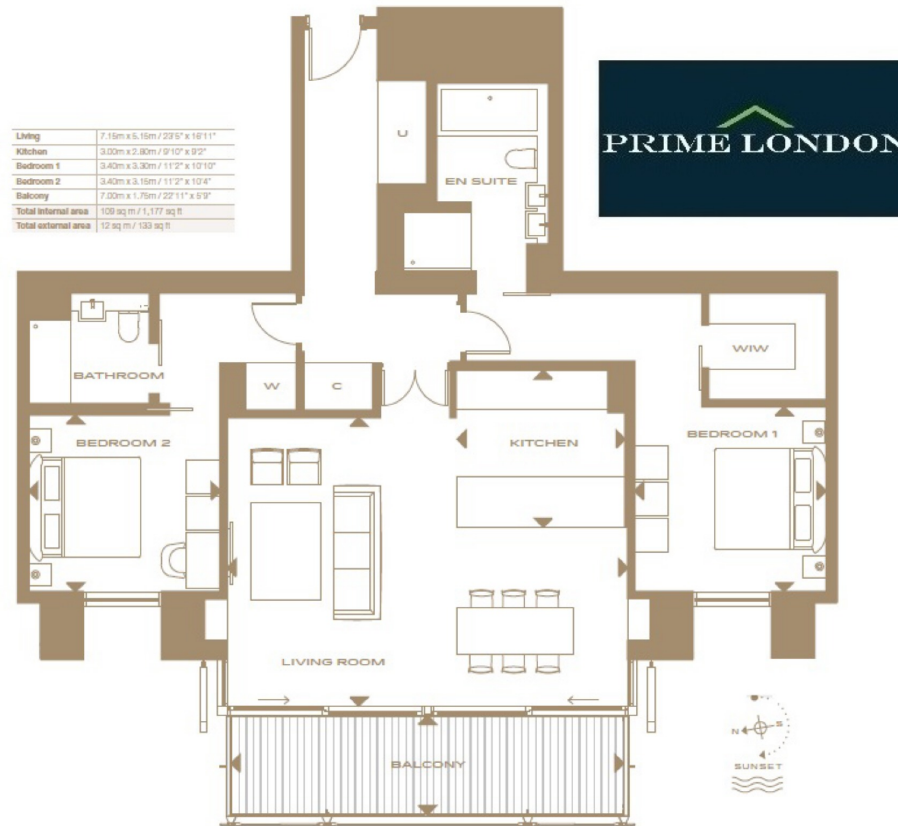 PRIME LONDON
Living 7.15m x 5.15m / 23'5" x 16'11"
Kitchen 3.00m x 2.80m / 9'10" x 9'2"
Bedroom 1 3.40m x 3.30m / 11'2" x 10'10"
Bedroom 2 3.40m x 3.15m / 11'2" x 10'4"
Balcony 7.00m x 1.75m / 22'11" x 5'9"
Total internal area 109 sq m / 1,177 sq ft
Total external area 12 sq m / 133 sq ft
U
EN SUITE
BATHROOM
W
C
WIW
BEDROOM 2
KITCHEN
BEDROOM 1
LIVING ROOM
BALCONY
N S
SUNSET